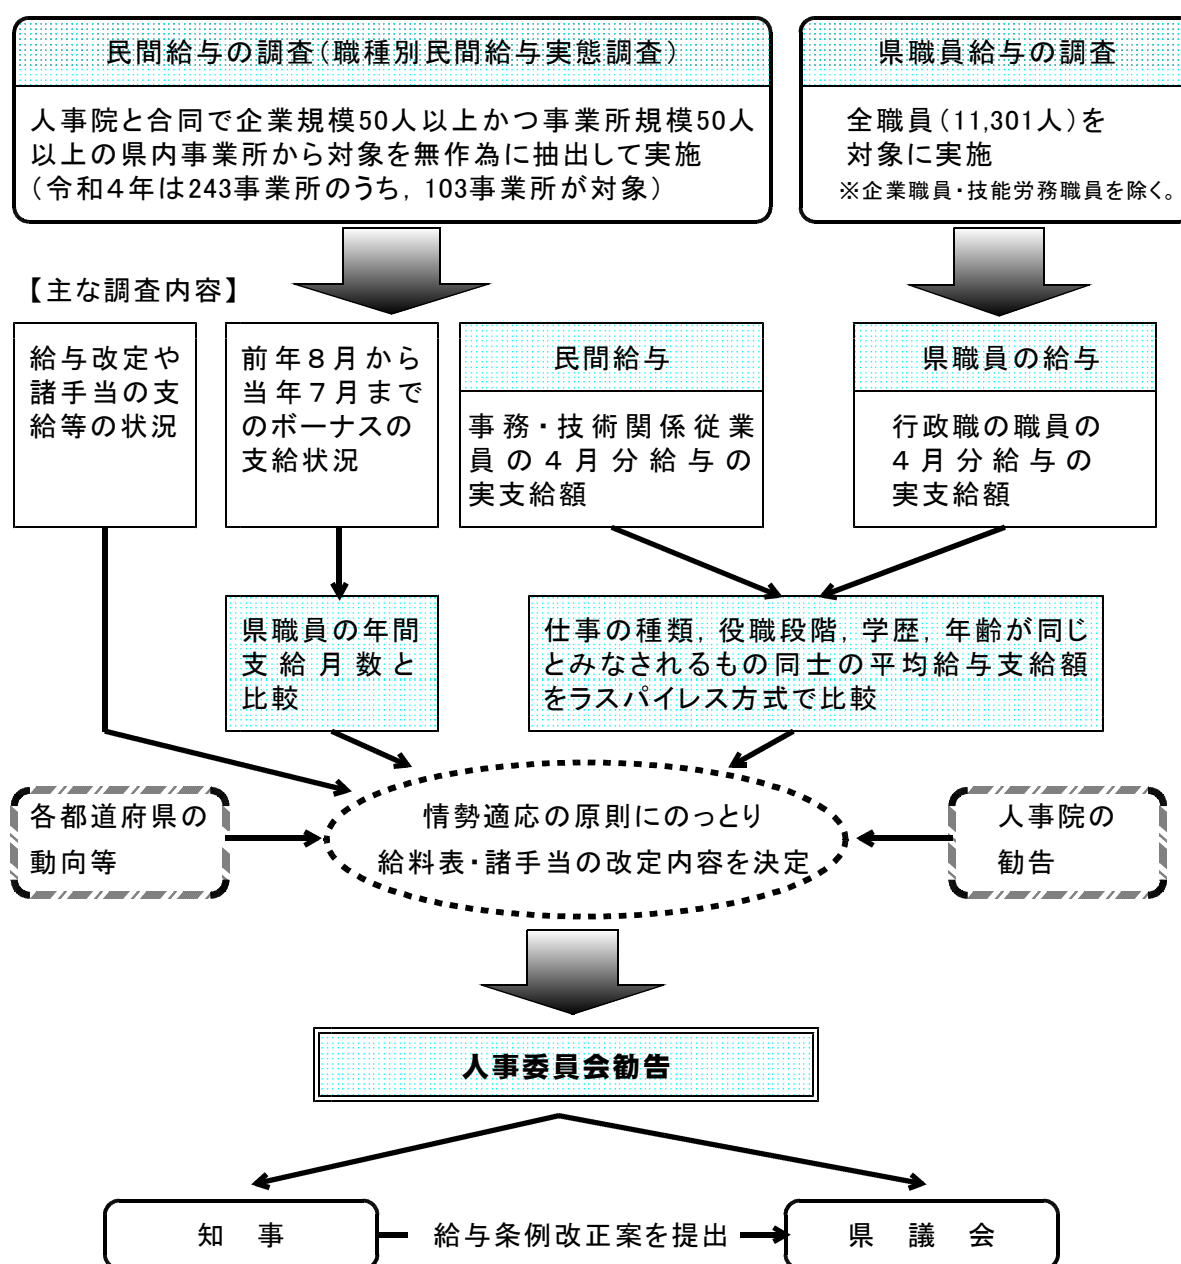 民間給与の調査(職種別民間給与実態調査)
人事院と合同で企業規模50人以上かつ事業所規模50人
以上の県内事業所から対象を無作為に抽出して実施
(令和4年は243事業所のうち,103事業所が対象)
県職員給与の調査
全職員(11,301人)を
対象に実施
※企業職員・技能労務職員を除く。
【主な調査内容】
給与改定や
諸手当の支
給等の状況
前年8月から
当年7月まで
のボーナスの
支給状況
民間給与
事務・技術関係従業
員の4月分給与の
実支給額
県職員の給与
行政職の職員の
4月分給与の
実支給額
県職員の年間
支給月数と
比較
仕事の種類,役職段階,学歴,年齢が同じ
とみなされるもの同士の平均給与支給額
をラスパイレス方式で比較
各都道府県の
動向等
情勢適応の原則にのっとり
給料表・諸手当の改定内容を決定
人事院の
勧告
人事委員会勧告
知 事
給与条例改正案を提出
県 議 会